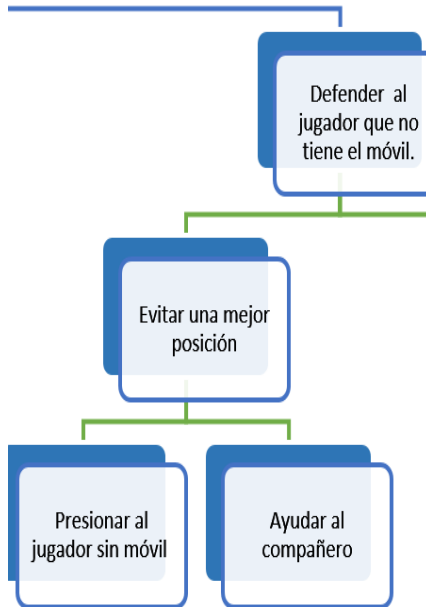 Defender al
jugador que no
tiene el móvil.
Evitar una mejor
posición
Presionar al
jugador sin móvil
Ayudar al
compañero